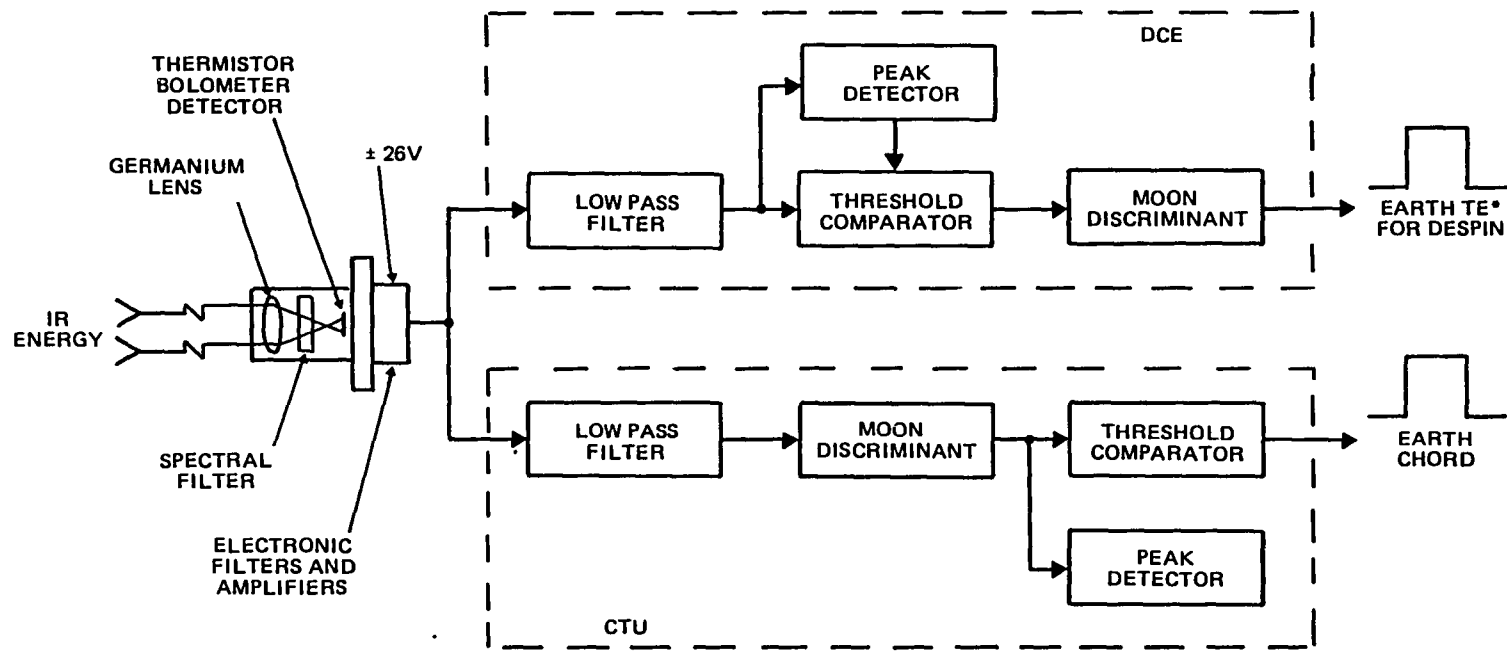 DCE
THERMISTOR
BOLOMETER
DETECTOR
PEAK
DETECTOR
GERMANIUM
LENS
± 26V
LOW PASS
FILTER
THRESHOLD
COMPARATOR
MOON
DISCRIMINANT
EARTH TE*
FOR DESPIN
IR
ENERGY
SPECTRAL
FILTER
ELECTRONIC
FILTERS AND
AMPLIFIERS
LOW PASS
FILTER
MOON
DISCRIMINANT
THRESHOLD
COMPARATOR
EARTH
CHORD
PEAK
DETECTOR
CTU